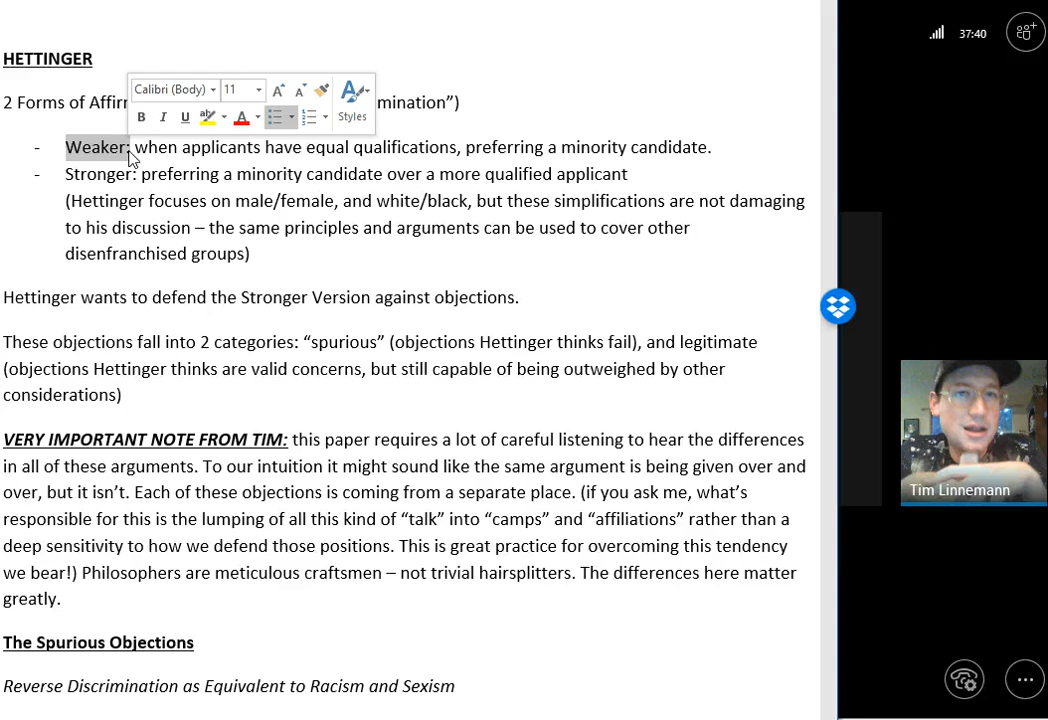 HETTINGER
Calibri (Body) 11
2 Forms of Affir mination”)
B I U aby A Styles
- Weaker: when applicants have equal qualifications, preferring a minority candidate.
- Stronger: preferring a minority candidate over a more qualified applicant
(Hettinger focuses on male/female, and white/black, but these simplifications are not damaging
to his discussion – the same principles and arguments can be used to cover other
disenfranchised groups)
Hettinger wants to defend the Stronger Version against objections.
These objections fall into 2 categories: “spurious” (objections Hettinger thinks fail), and legitimate
(objections Hettinger thinks are valid concerns, but still capable of being outweighed by other
considerations)
VERY IMPORTANT NOTE FROM TIM: this paper requires a lot of careful listening to hear the differences
in all of these arguments. To our intuition it might sound like the same argument is being given over and
over, but it isn’t. Each of these objections is coming from a separate place. (if you ask me, what’s
responsible for this is the lumping of all this kind of “talk” into “camps” and “affiliations” rather than a
deep sensitivity to how we defend those positions. This is great practice for overcoming this tendency
we bear!) Philosophers are meticulous craftsmen – not trivial hairsplitters. The differences here matter
greatly.
The Spurious Objections
Reverse Discrimination as Equivalent to Racism and Sexism
37:40
Tim Linnemann